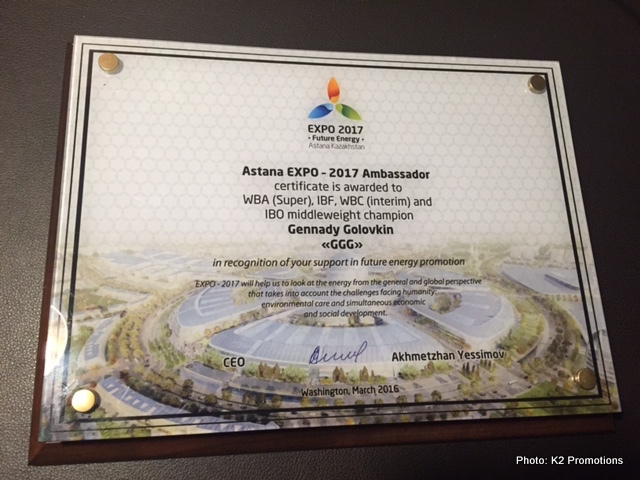 EXPO 2017
• Future Energy •
Astana Kazakhstan
Astana EXPO - 2017 Ambassador
certificate is awarded to
WBA (Super), IBF, WBC (interim) and
IBO middleweight champion
Gennady Golovkin
«GGG»
in recognition of your support in future energy promotion
EXPO - 2017 will help us to look at the energy from the general and global perspective
that takes into account the challenges facing humanity:
environmental care and simultaneous economic
and social development.
CEO Akhmetzhan Yessimov
Washington, March 2016
Photo: K2 Promotions